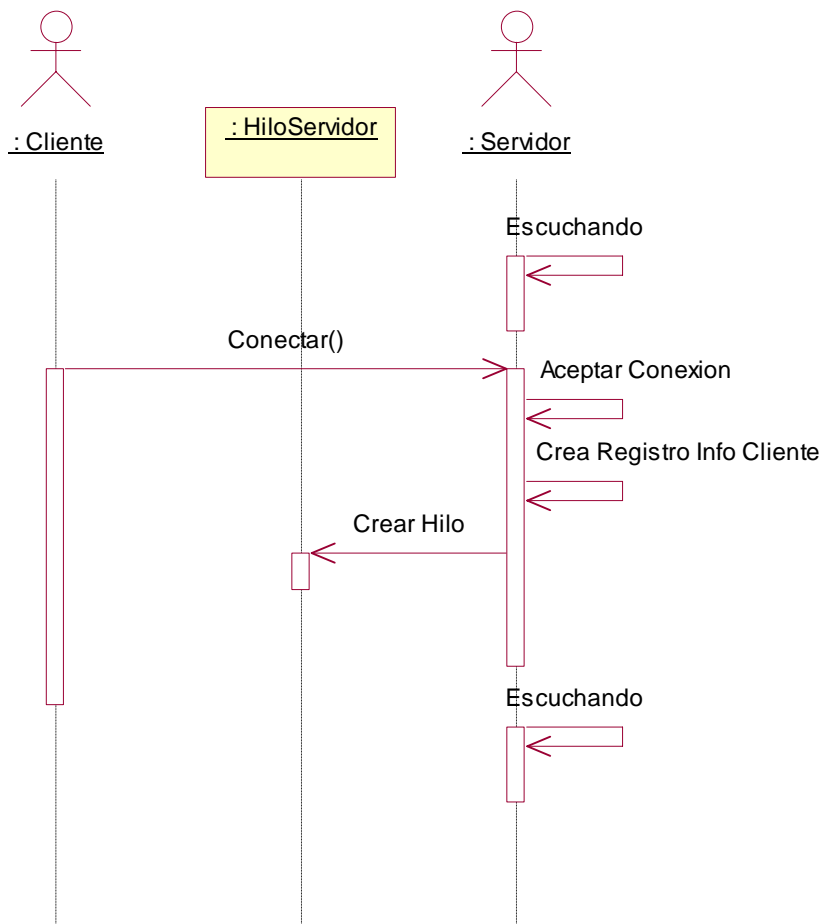 : Cliente
: HiloServidor
: Servidor
Escuchando
Conectar()
Aceptar Conexion
Crea Registro Info Cliente
Crear Hilo
Escuchando